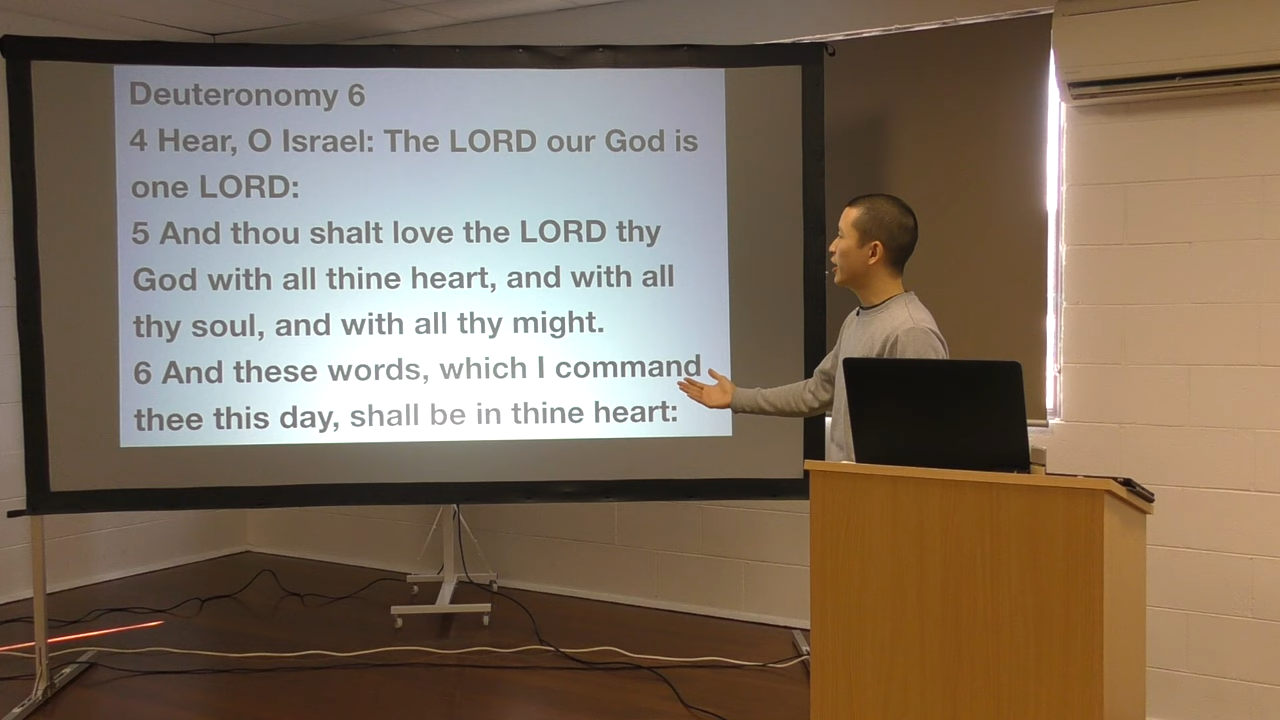 Deuteronomy 6
4 Hear, O Israel: The LORD our God is
one LORD:
5 And thou shalt love the LORD thy
God with all thine heart, and with all
thy soul, and with all thy might.
6 And these words, which I command
thee this day, shall be in thine heart: